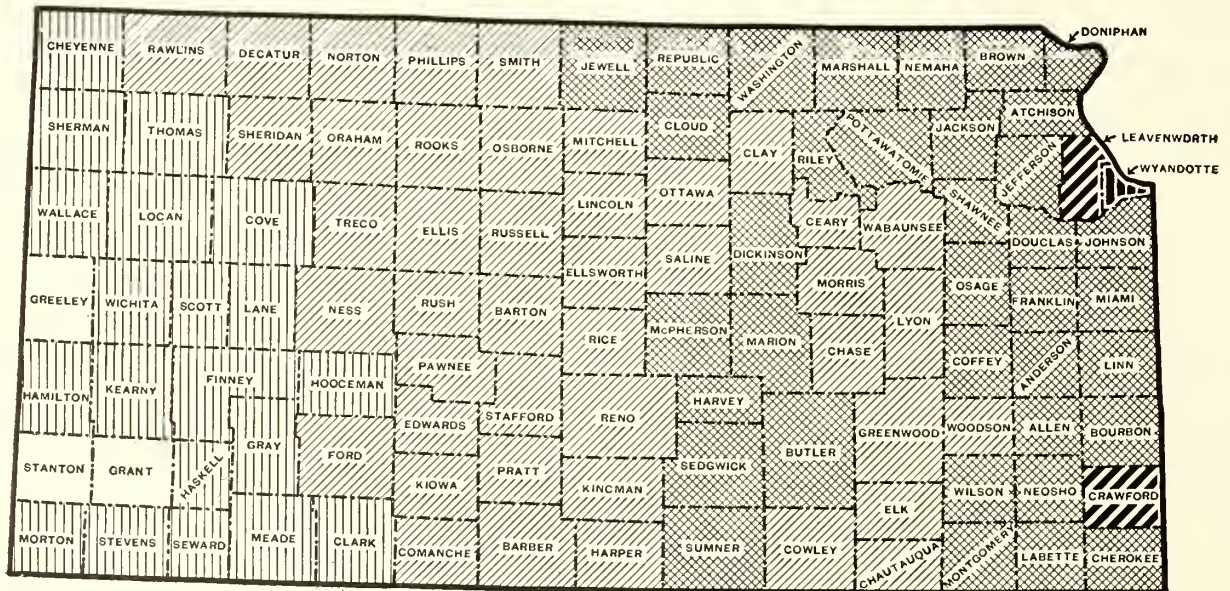 CHEYENNE RAWLINS DECATUR NORTON PHILLIPS SMITH JEWELL REPUBLIC WASHINGTON MARSHALL NEMAHA BROWN DONIPHAN
SHERMAN THOMAS SHERIDAN ORAHAM ROOKS OSBORNE MITCHELL CLOUD CLAY RILEY POTTAWATOMIE JACKSON ATCHISON
JEFFERSON LEAVENWORTH
WYANDOTTE
WALLACE LOCAN COVE TRECO ELLIS RUSSELL LINCOLN OTTAWA
ELLSWORTH SALINE DICKINSON CEARY WABAUNSEE SHAWNEE DOUGLAS JOHNSON
GREELEY WICHITA SCOTT LANE NESS RUSH BARTON RICE McPHERSON MARION MORRIS CHASE LYON OSAGE FRANKLIN MIAMI
HAMILTON KEARNY FINNEY HOOCEMAN PAWNEE COFFEY ANDERSON LINN
GRAY FORD EDWARDS STAFFORD RENO HARVEY BUTLER GREENWOOD WOODSON ALLEN BOURBON
STANTON GRANT HASKELL KIOWA PRATT KINCMAN SEDGWICK ELK WILSON NEOSHO CRAWFORD
MORTON STEVENS SEWARD MEADE CLARK COMANCHE BARBER HARPER SUMNER COWLEY CHAUTAUQUA MONTGOMERY LABETTE CHEROKEE